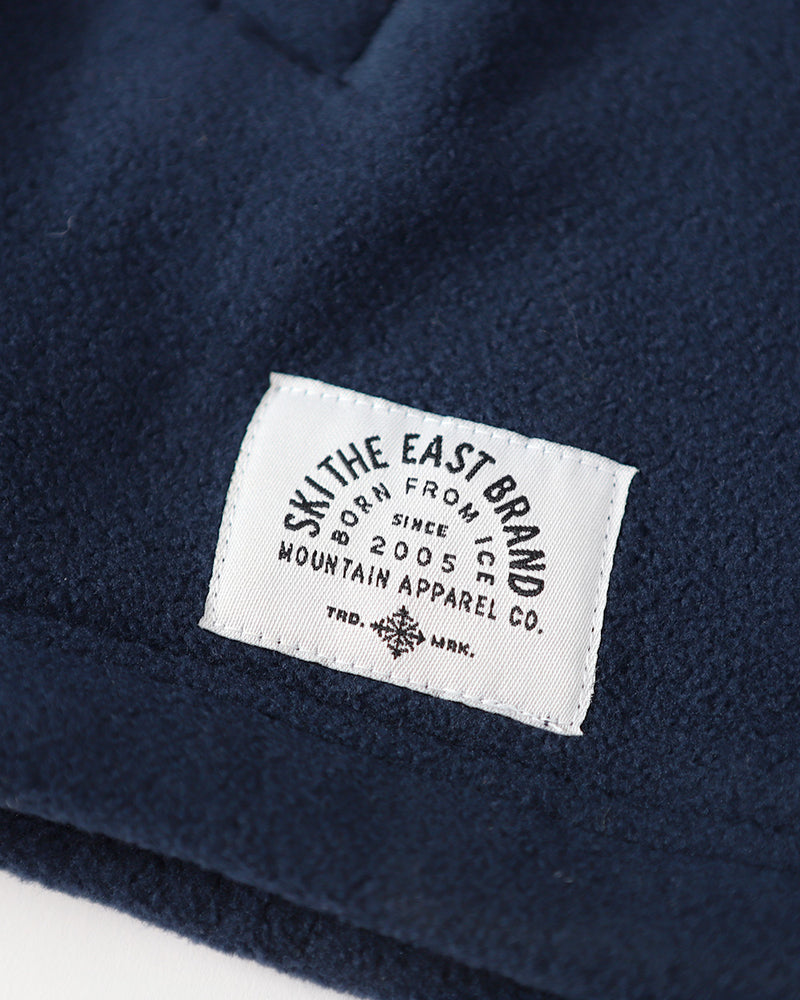 SKI THE EAST BRAND
BORN FROM ICE
SINCE
2005
MOUNTAIN APPAREL CO.
TRD. MRK.